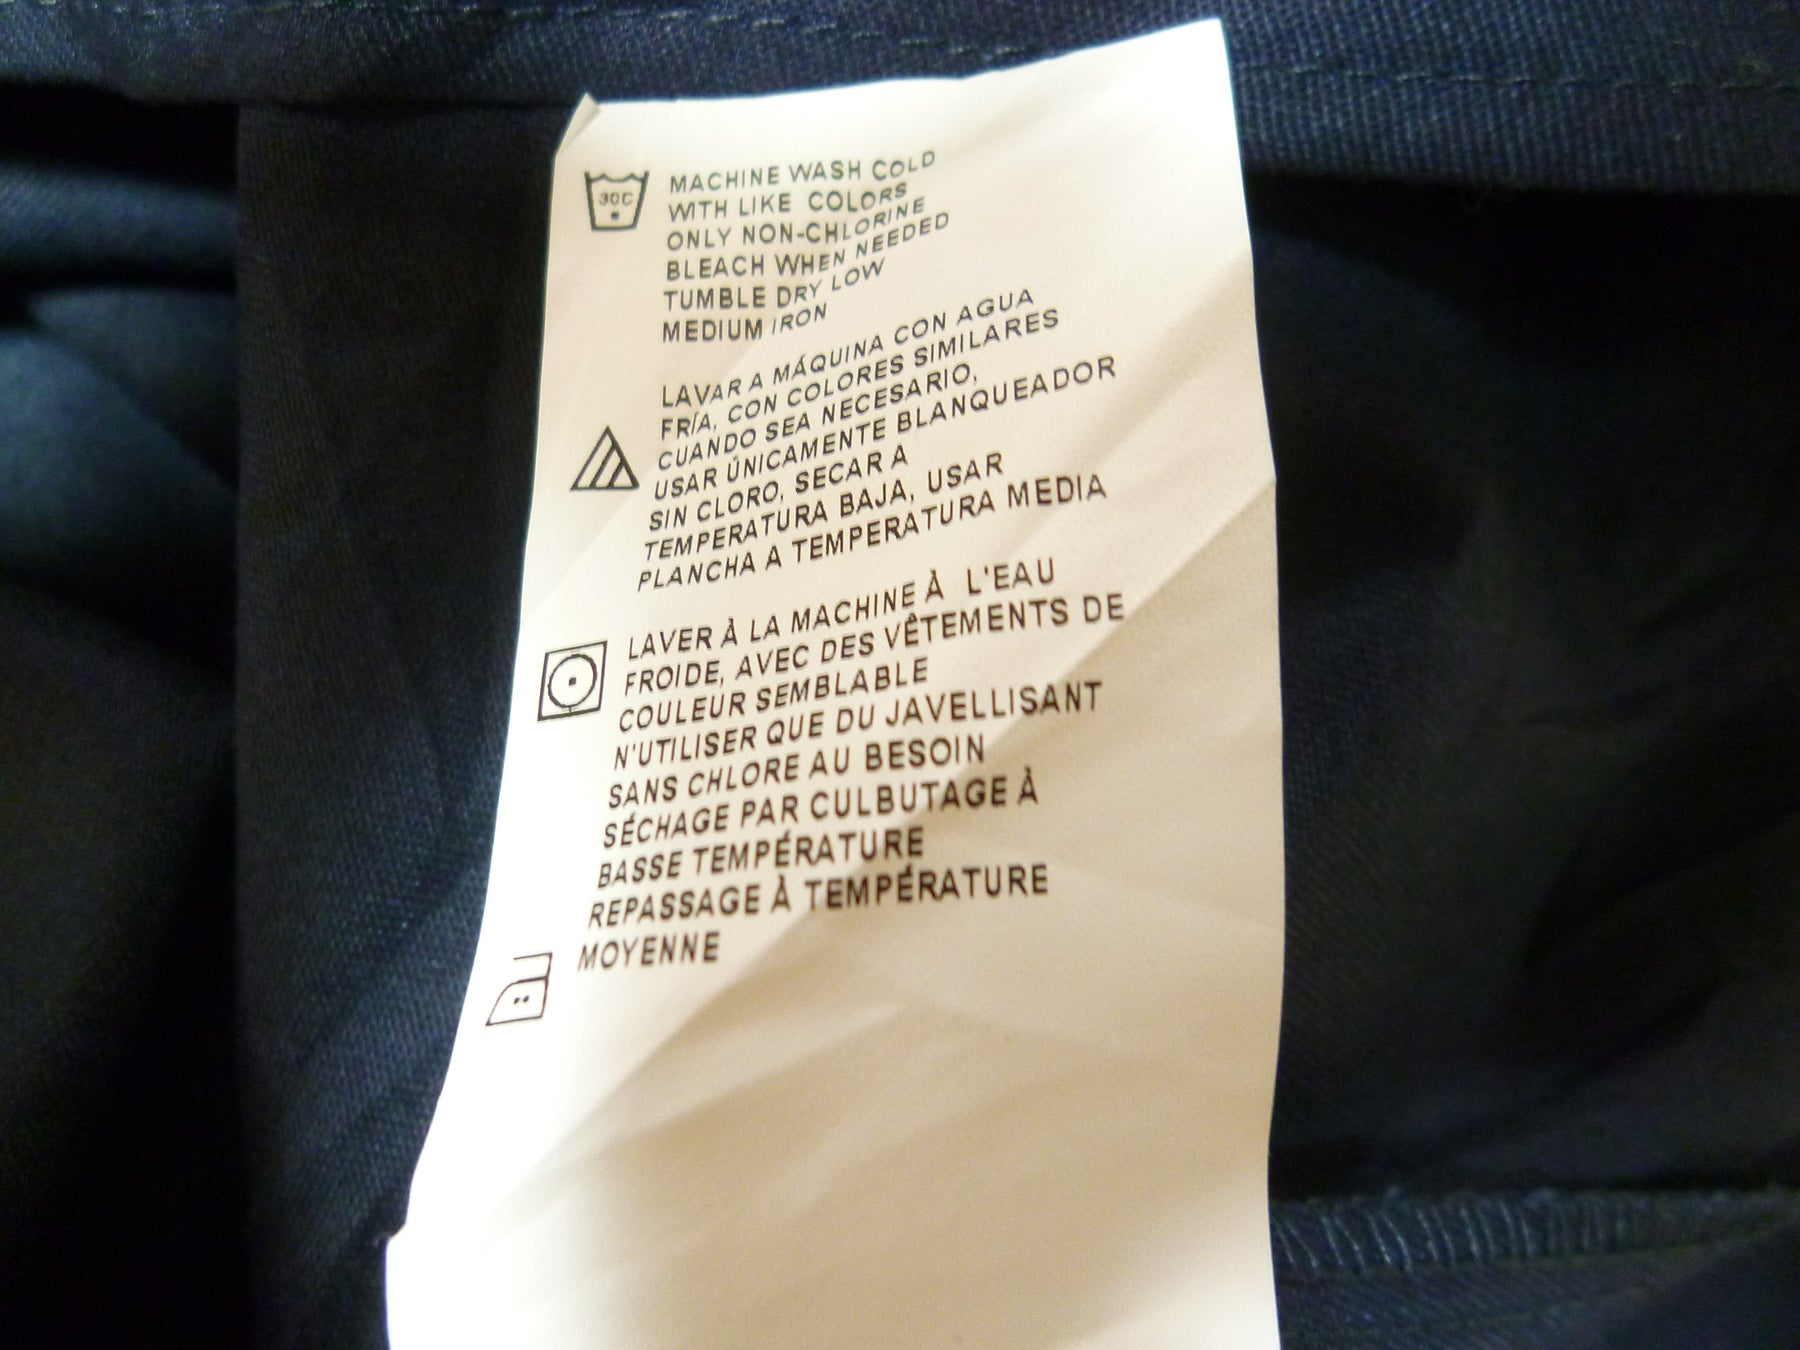 30C
MACHINE WASH COLD
WITH LIKE COLORS
ONLY NON-CHLORINE
BLEACH WHEN NEEDED
TUMBLE DRY LOW
MEDIUM IRON
LAVAR A MÁQUINA CON AGUA
FRÍA, CON COLORES SIMILARES
CUANDO SEA NECESARIO,
USAR ÚNICAMENTE BLANQUEADOR
SIN CLORO, SECAR A
TEMPERATURA BAJA, USAR
PLANCHA A TEMPERATURA MEDIA
LAVER À LA MACHINE À L'EAU
FROIDE, AVEC DES VÊTEMENTS DE
COULEUR SEMBLABLE
N'UTILISER QUE DU JAVELLISANT
SANS CHLORE AU BESOIN
SÉCHAGE PAR CULBUTAGE À
BASSE TEMPÉRATURE
REPASSAGE À TEMPÉRATURE
MOYENNE